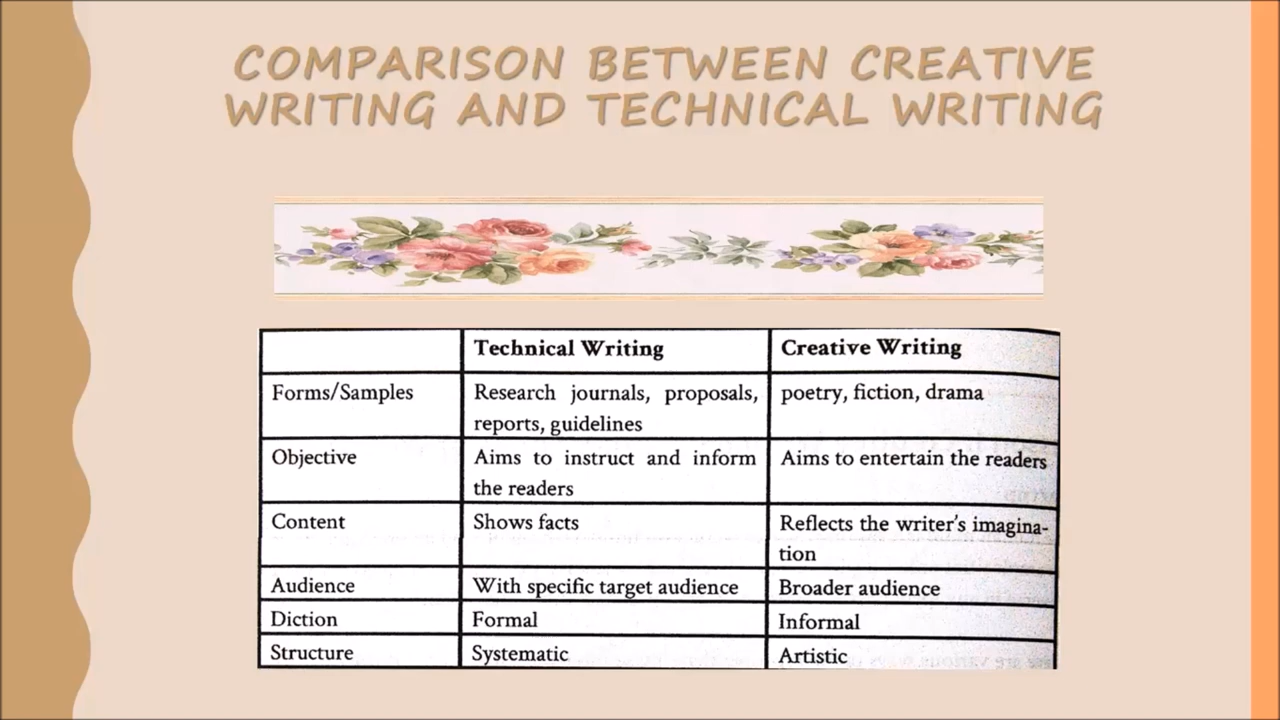 COMPARISON BETWEEN CREATIVE
WRITING AND TECHNICAL WRITING
Technical Writing Creative Writing
Forms/Samples Research journals, proposals, poetry, fiction, drama
reports, guidelines
Objective Aims to instruct and inform Aims to entertain the readers
the readers
Content Shows facts Reflects the writer's imagina-
tion
Audience With specific target audience Broader audience
Diction Formal Informal
Structure Systematic Artistic